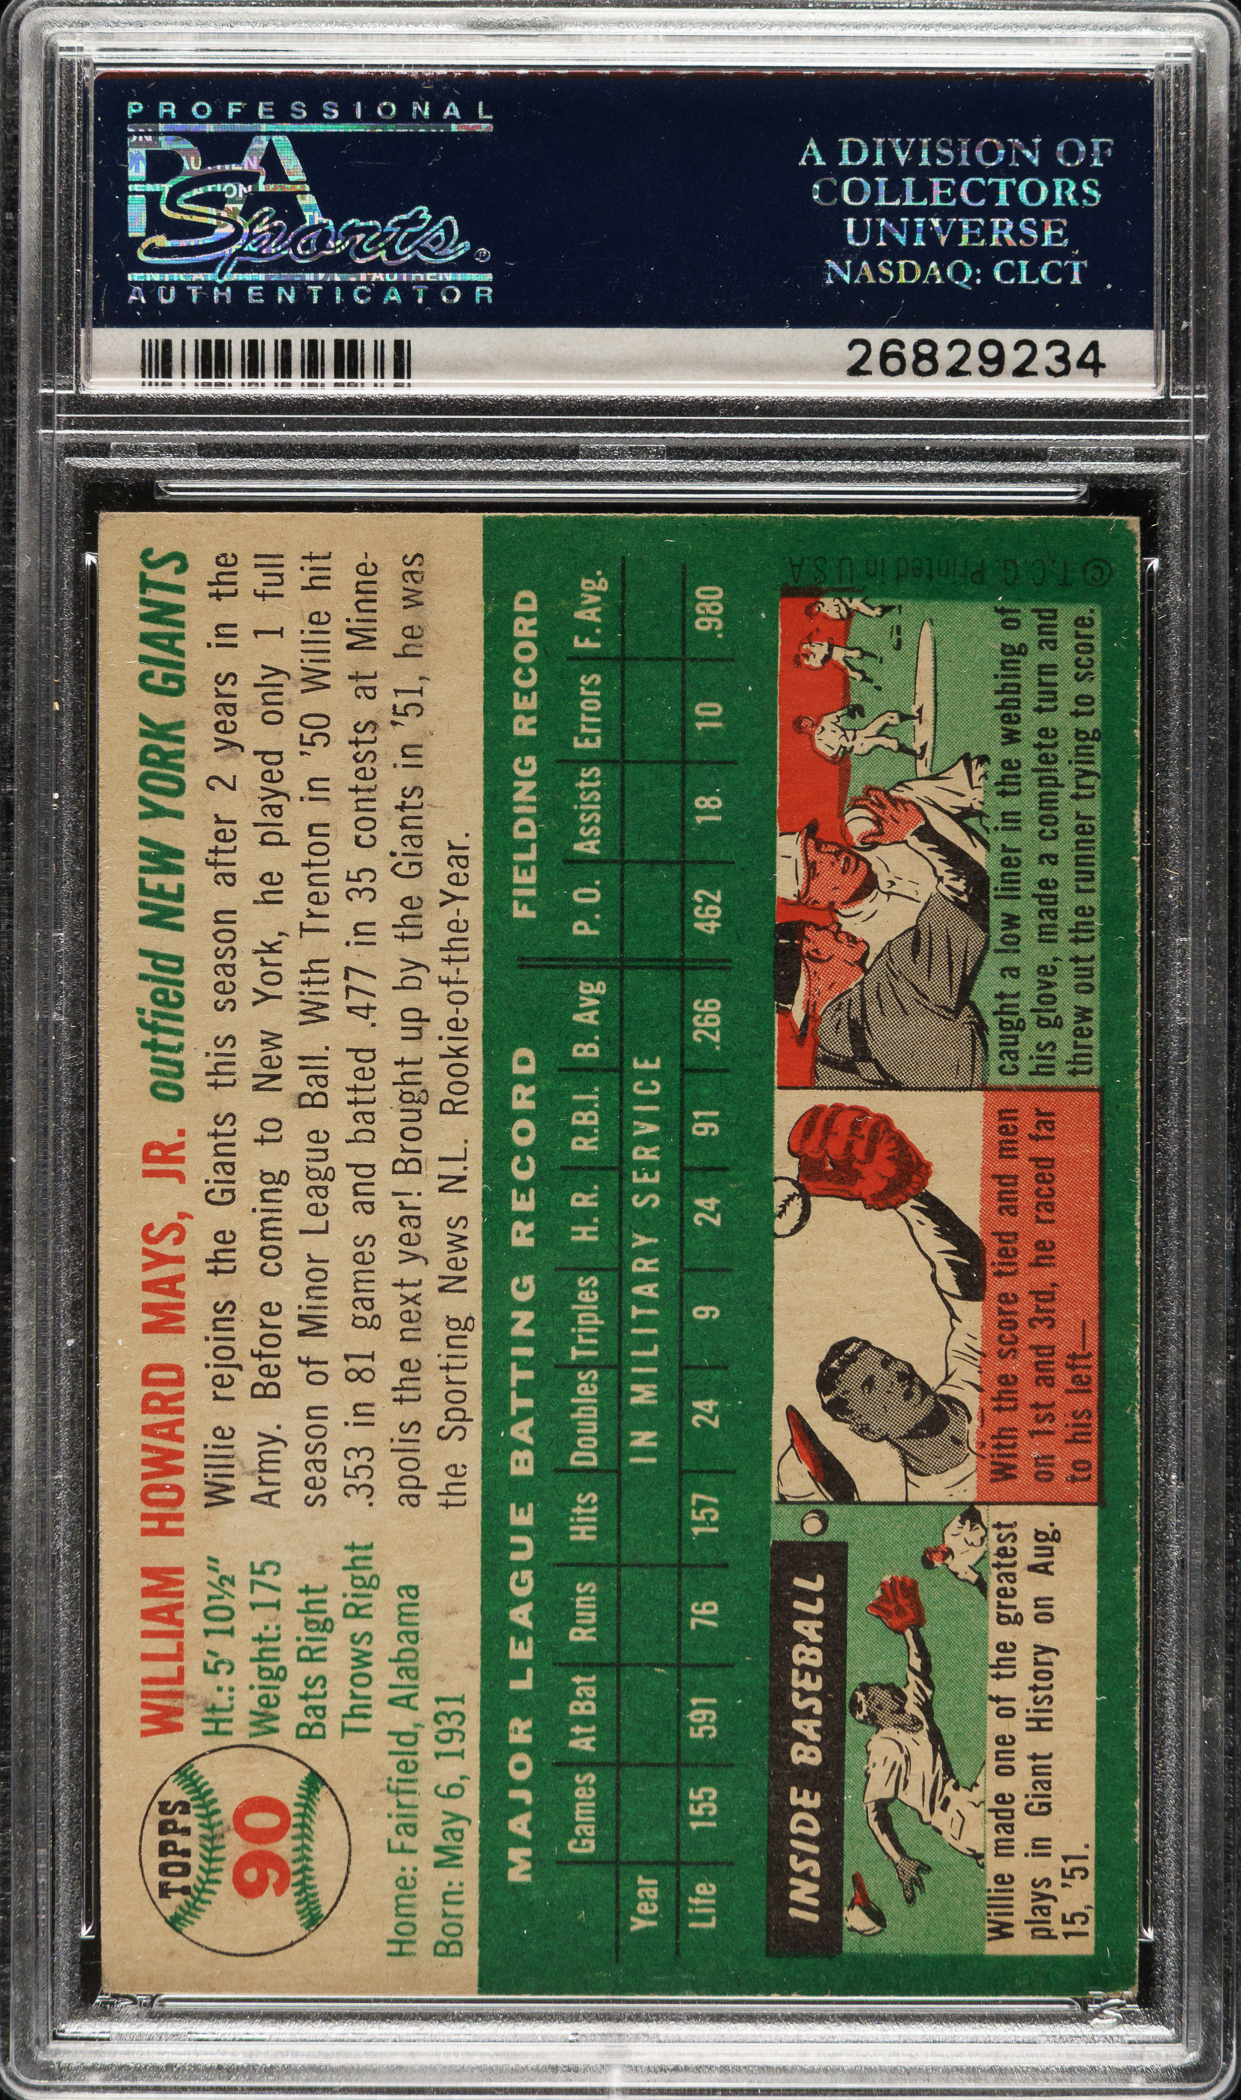 PROFESSIONAL
PSA
Sports
AUTHENTICATOR
A DIVISION OF
COLLECTORS
UNIVERSE
NASDAQ: CLCT
26829234
TOPPS
90
WILLIAM HOWARD MAYS, JR. outfield NEW YORK GIANTS
Ht.: 5' 10½"
Weight: 175
Bats Right
Throws Right
Home: Fairfield, Alabama
Born: May 6, 1931
Willie rejoins the Giants this season after 2 years in the
Army. Before coming to New York, he played only 1 full
season of Minor League Ball. With Trenton in '50 Willie hit
.353 in 81 games and batted .477 in 35 contests at Minne-
apolis the next year! Brought up by the Giants in '51, he was
the Sporting News N.L. Rookie-of-the-Year.
MAJOR LEAGUE BATTING RECORD FIELDING RECORD
Games At Bat Runs Hits Doubles Triples H. R. R.B.I. B. Avg P. O. Assists Errors F. Avg.
Year IN MILITARY SERVICE
Life 155 591 76 157 24 9 24 91 .266 462 18 10 .980
INSIDE BASEBALL
Willie made one of the greatest
plays in Giant History on Aug.
15, '51.
With the score tied and men
on 1st and 3rd, he raced far
to his left—
caught a low liner in the webbing of
his glove, made a complete turn and
threw out the runner trying to score.
© T.C.G. Printed in U.S.A.